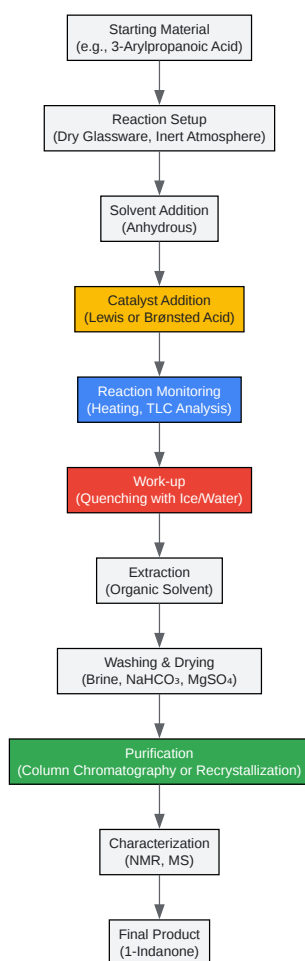 Starting Material
(e.g., 3-Arylpropanoic Acid)
Reaction Setup
(Dry Glassware, Inert Atmosphere)
Solvent Addition
(Anhydrous)
Catalyst Addition
(Lewis or Brønsted Acid)
Reaction Monitoring
(Heating, TLC Analysis)
Work-up
(Quenching with Ice/Water)
Extraction
(Organic Solvent)
Washing & Drying
(Brine, NaHCO₃, MgSO₄)
Purification
(Column Chromatography or Recrystallization)
Characterization
(NMR, MS)
Final Product
(1-Indanone)